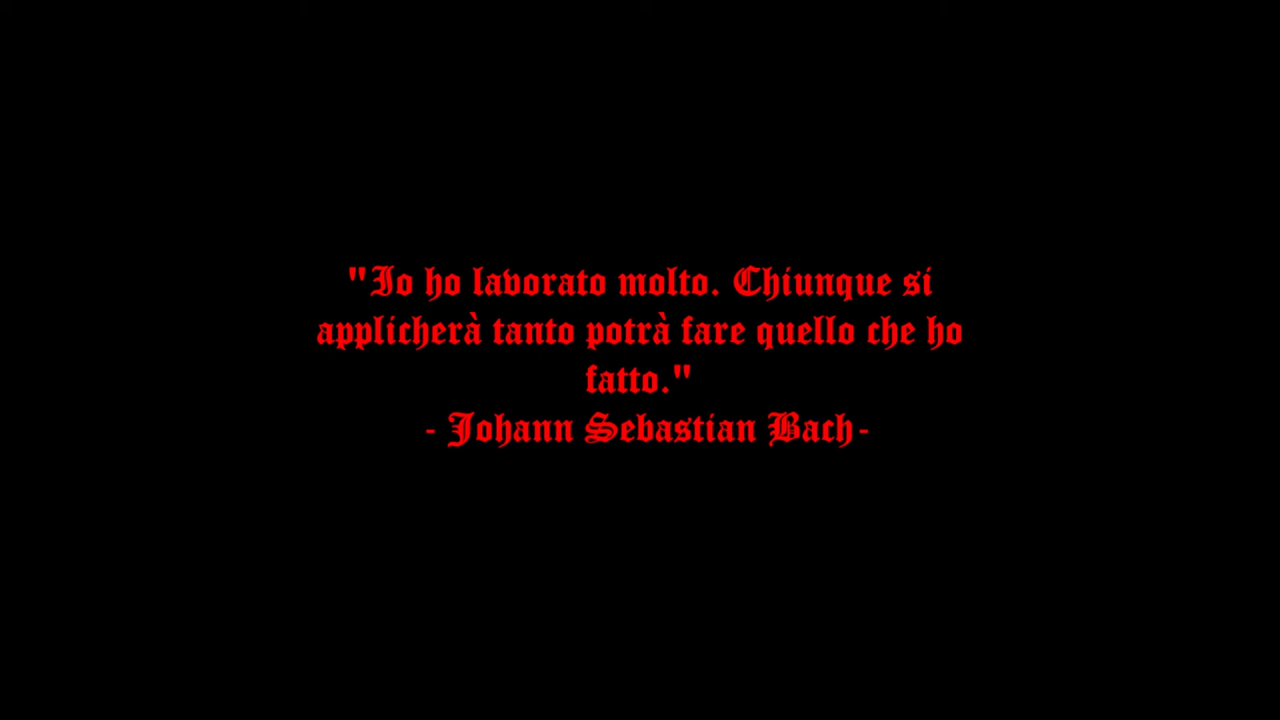 "Io ho lavorato molto. Chiunque si
applicherà tanto potrà fare quello che ho
fatto."
- Johann Sebastian Bach-